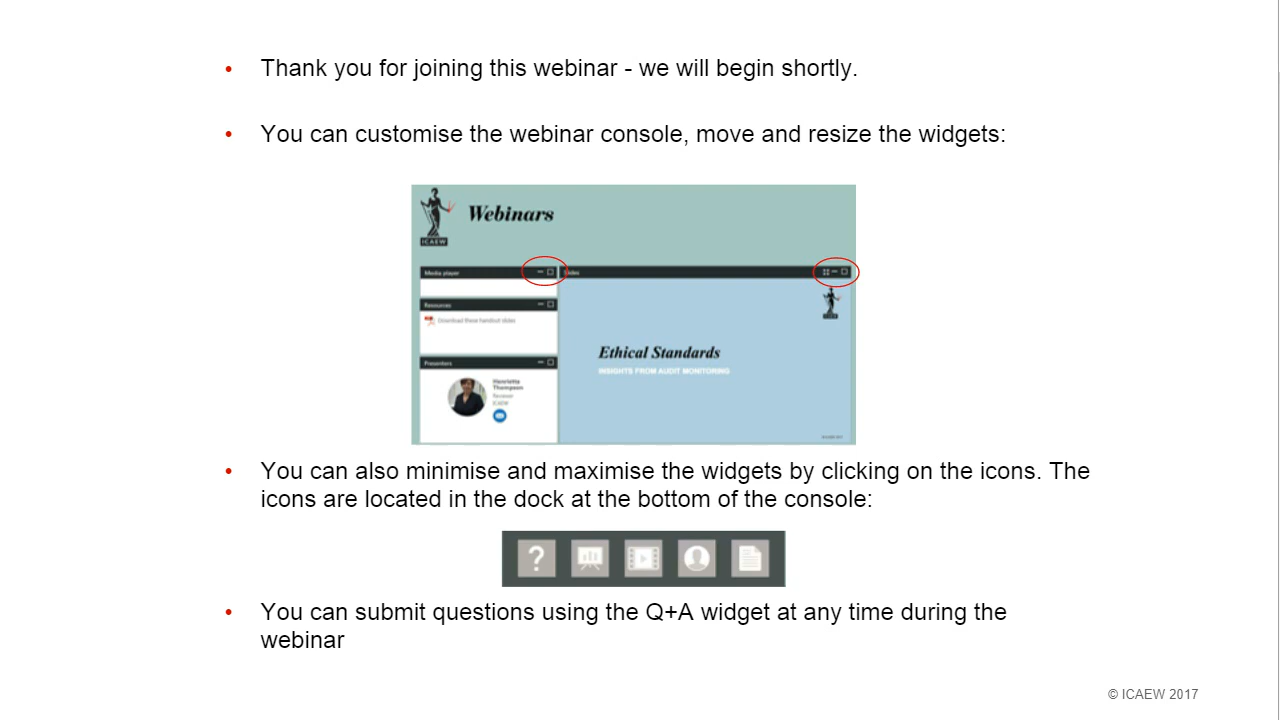 • Thank you for joining this webinar - we will begin shortly.
• You can customise the webinar console, move and resize the widgets:
ICAEW
Webinars
Media player
Slides
Resources
Download these handout slides
Presenters
Henrietta
Thompson
Reviewer
ICAEW
ICAEW
Ethical Standards
INSIGHTS FROM AUDIT MONITORING
© ICAEW 2017
• You can also minimise and maximise the widgets by clicking on the icons. The
icons are located in the dock at the bottom of the console:
?
• You can submit questions using the Q+A widget at any time during the
webinar
© ICAEW 2017